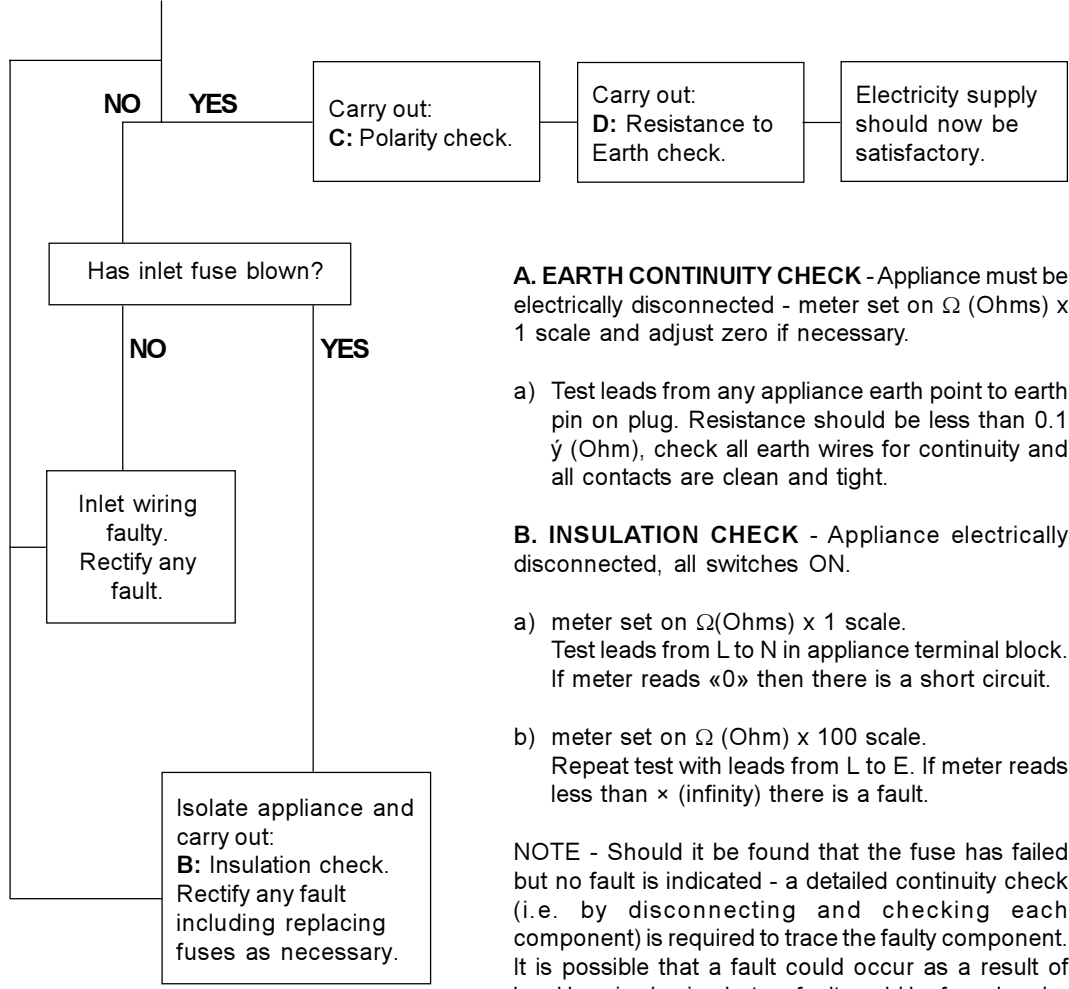 NO YES
Carry out:
C: Polarity check.
Carry out:
D: Resistance to
Earth check.
Electricity supply
should now be
satisfactory.
Has inlet fuse blown?
NO YES
Inlet wiring
faulty.
Rectify any
fault.
Isolate appliance and
carry out:
B: Insulation check.
Rectify any fault
including replacing
fuses as necessary.
A. EARTH CONTINUITY CHECK - Appliance must be
electrically disconnected - meter set on Ω (Ohms) x
1 scale and adjust zero if necessary.
a) Test leads from any appliance earth point to earth
pin on plug. Resistance should be less than 0.1
ý (Ohm), check all earth wires for continuity and
all contacts are clean and tight.
B. INSULATION CHECK - Appliance electrically
disconnected, all switches ON.
a) meter set on Ω(Ohms) x 1 scale.
Test leads from L to N in appliance terminal block.
If meter reads «0» then there is a short circuit.
b) meter set on Ω (Ohm) x 100 scale.
Repeat test with leads from L to E. If meter reads
less than × (infinity) there is a fault.
NOTE - Should it be found that the fuse has failed
but no fault is indicated - a detailed continuity check
(i.e. by disconnecting and checking each
component) is required to trace the faulty component.
It is possible that a fault could occur as a result of